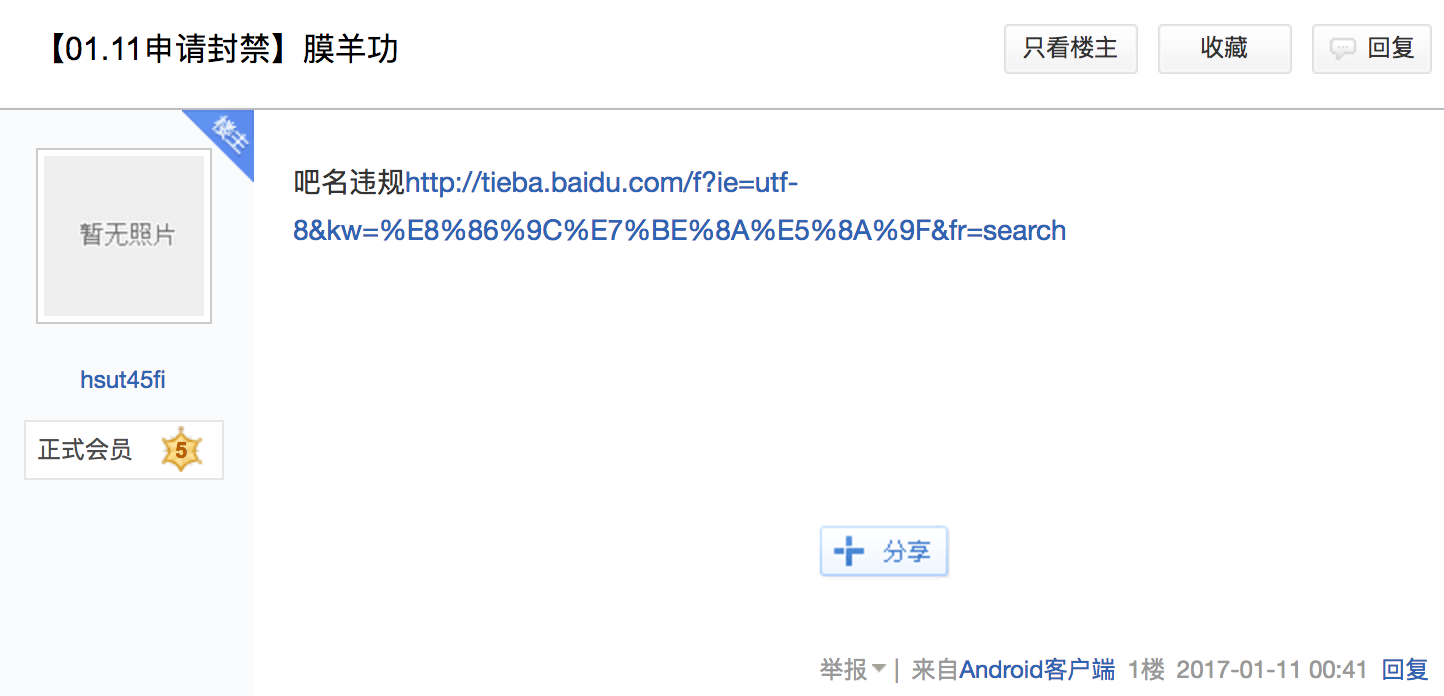 【01.11申请封禁】膜羊功
只看楼主
收藏
回复
楼主
暂无照片
hsut45fi
正式会员 5
吧名违规http://tieba.baidu.com/f?ie=utf-
8&kw=%E8%86%9C%E7%BE%8A%E5%8A%9F&fr=search
分享
举报 | 来自Android客户端 1楼 2017-01-11 00:41 回复